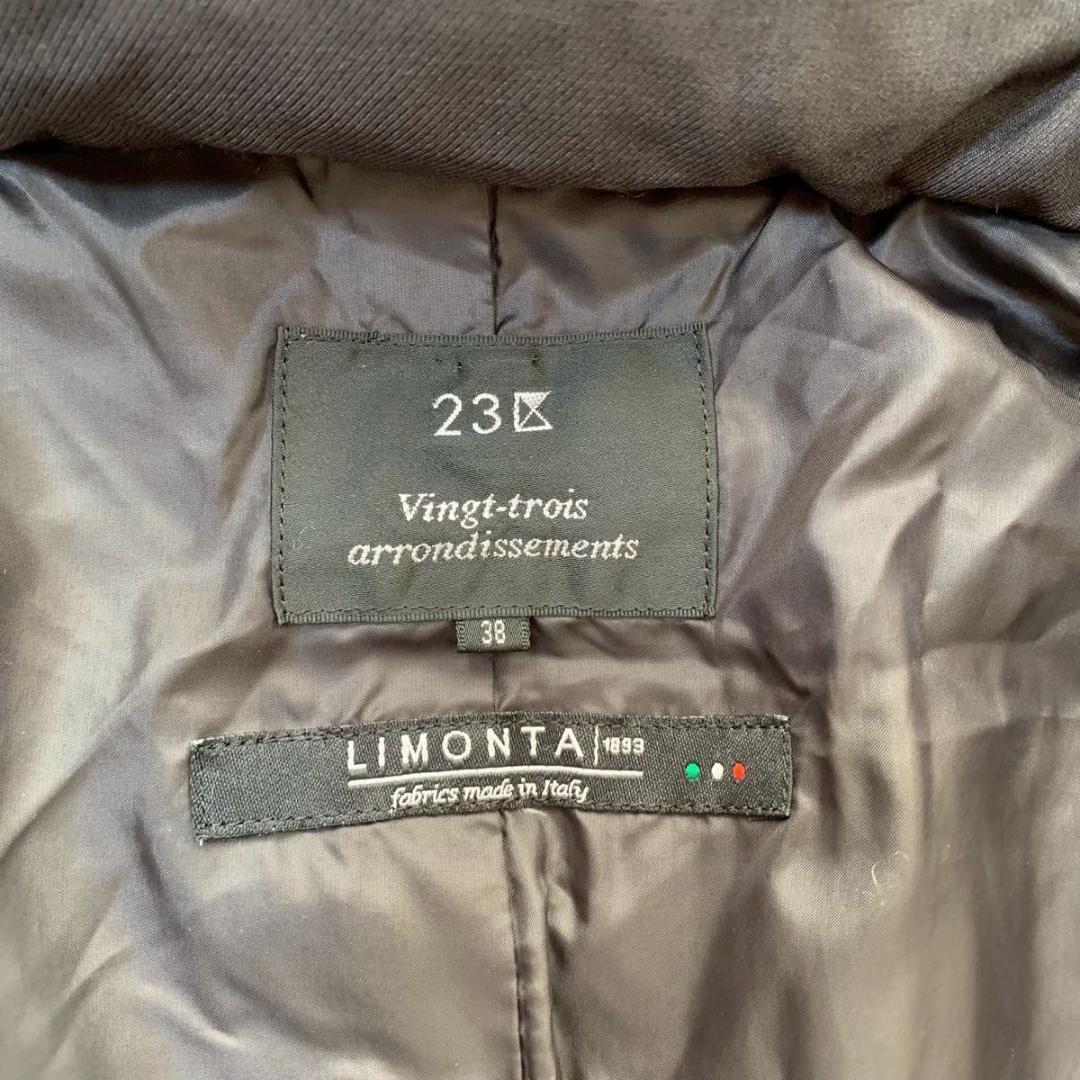 23区
Vingt-trois
arrondissements
38
LIMONTA 1893
fabrics made in Italy